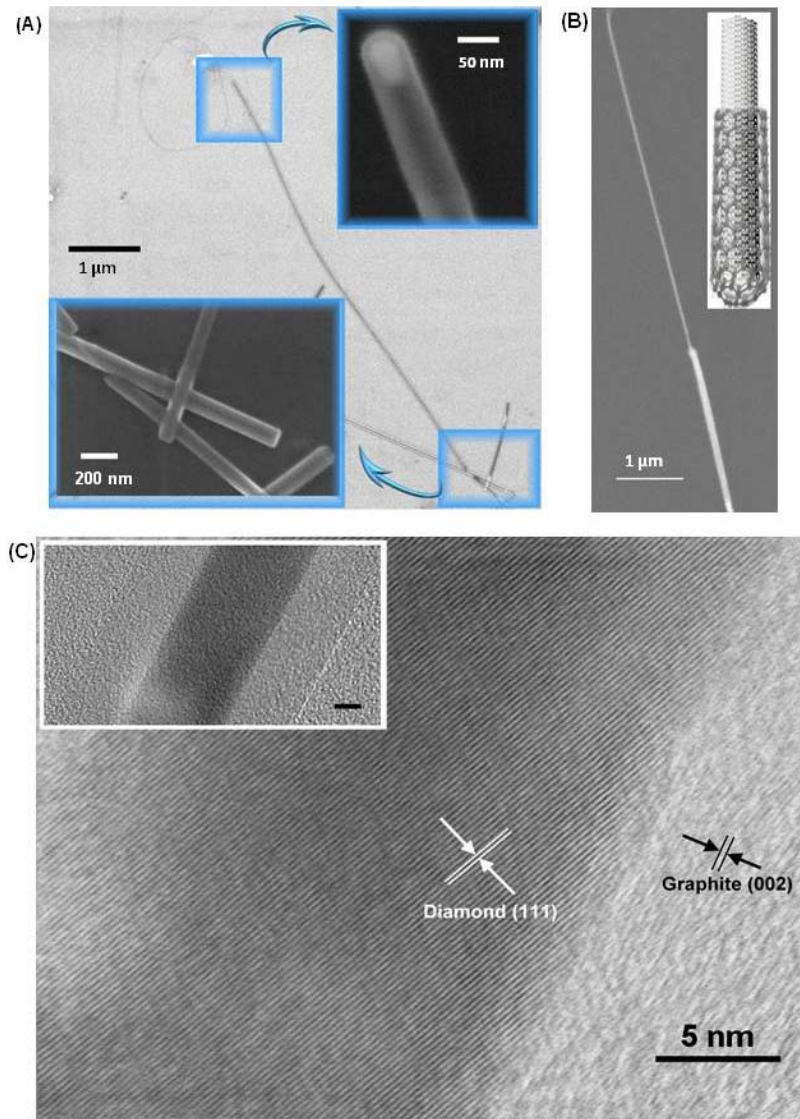 (A)
50 nm
1 µm
200 nm
(B)
1 µm
(C)
Diamond (111)
Graphite (002)
5 nm